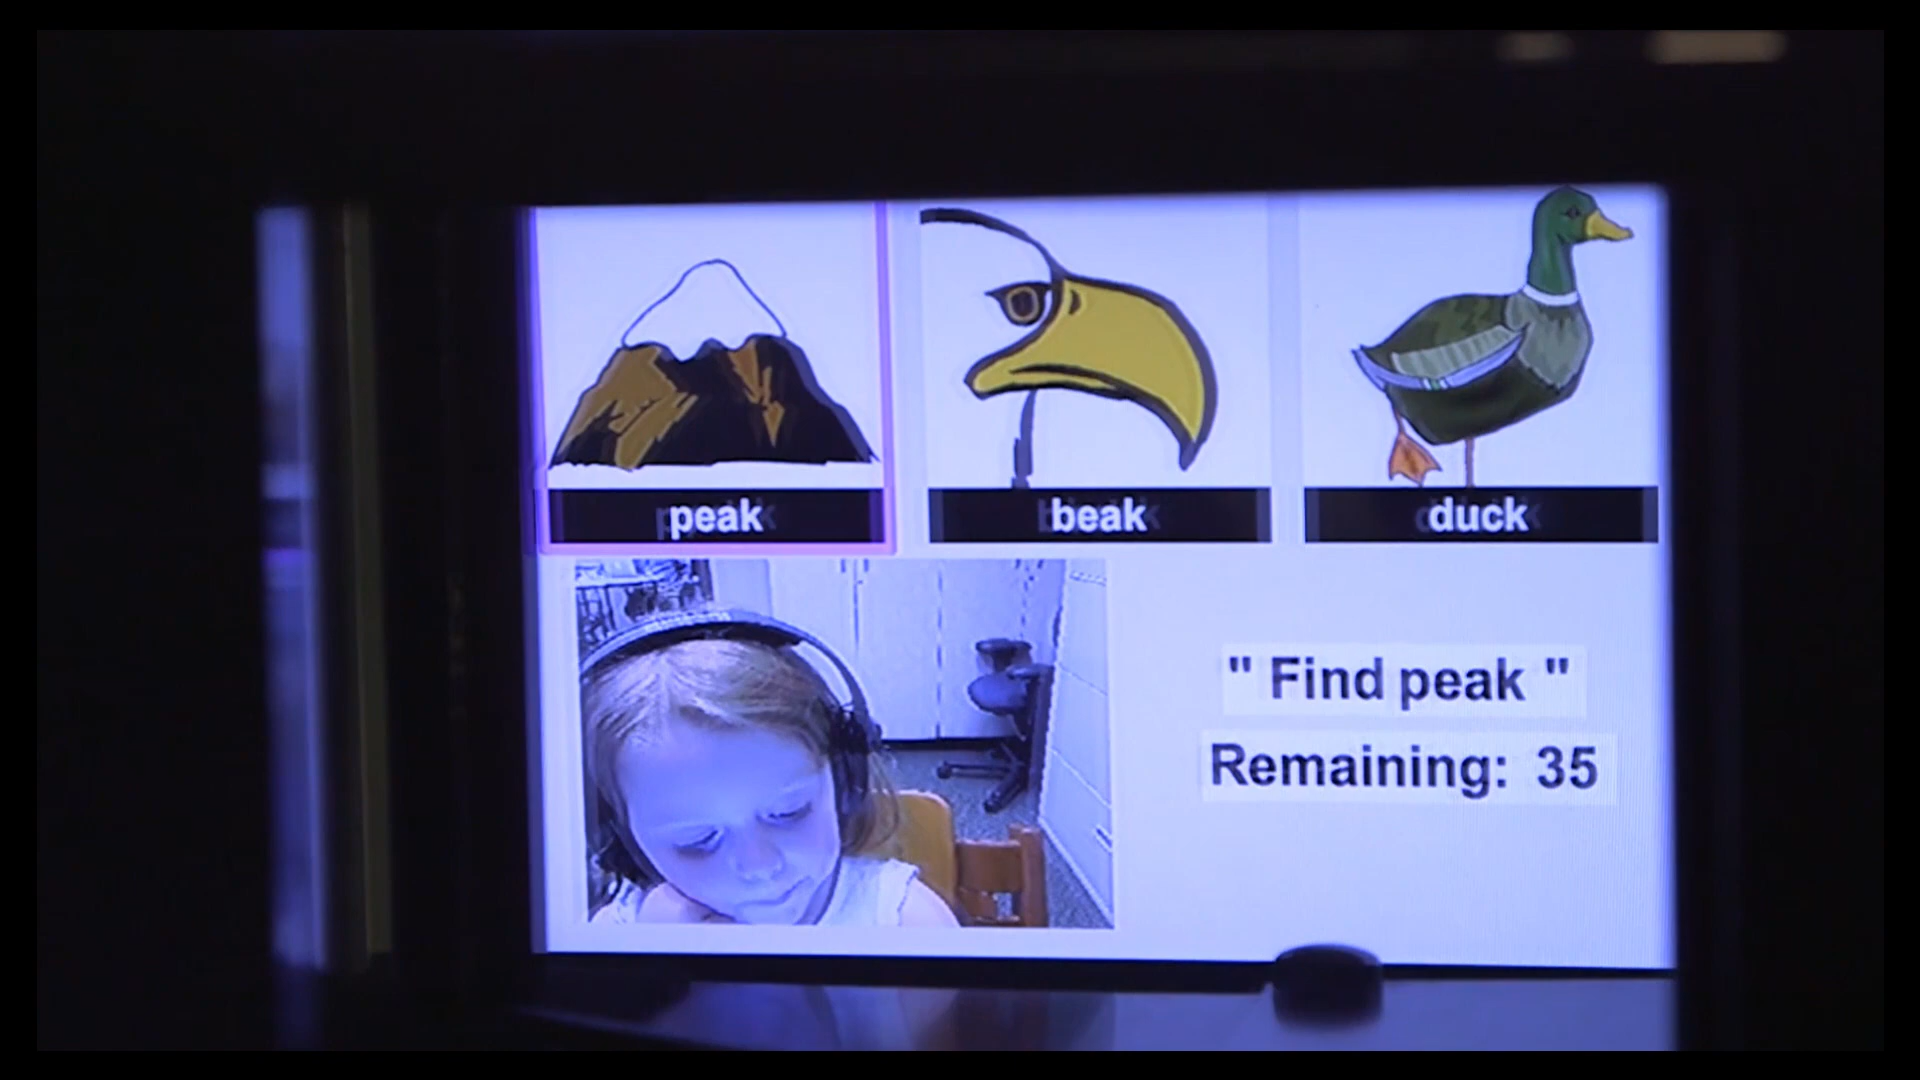 peak
beak
duck
" Find peak "
Remaining: 35